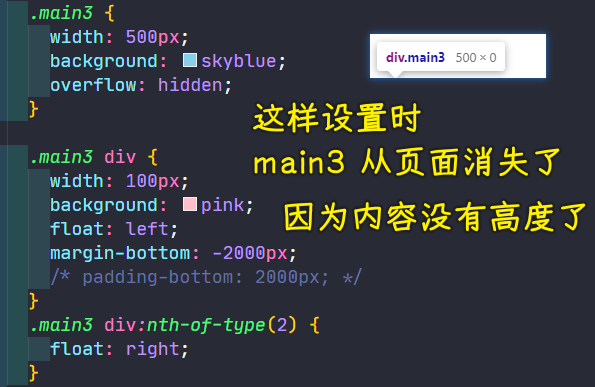 .main3 {
width: 500px;
background: skyblue;
overflow: hidden;
}
div.main3 500 × 0
这样设置时
main3 从页面消失了
因为内容没有高度了
.main3 div {
width: 100px;
background: pink;
float: left;
margin-bottom: -2000px;
/* padding-bottom: 2000px; */
}
.main3 div:nth-of-type(2) {
float: right;
}